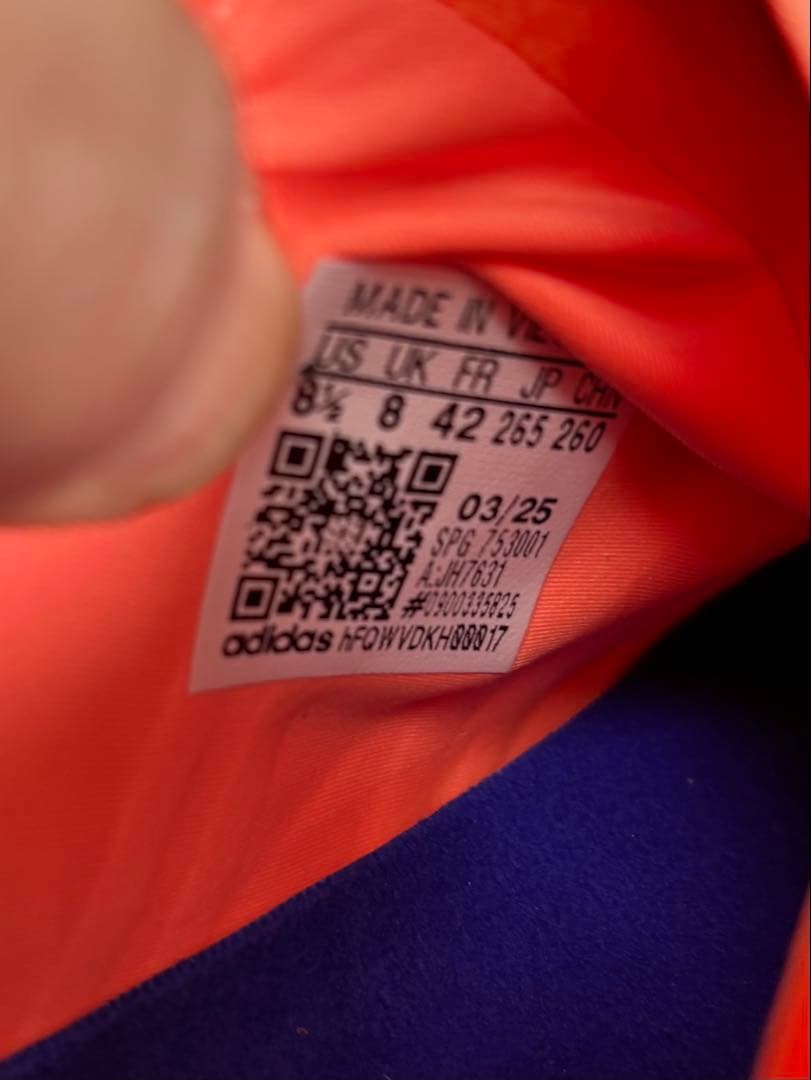 MADE IN
US UK FR JP CHN
8½ 8 42 265 260
03/25
SPG 753001
A:JH7631
#0900335825
adidas hFQWVDKH00017